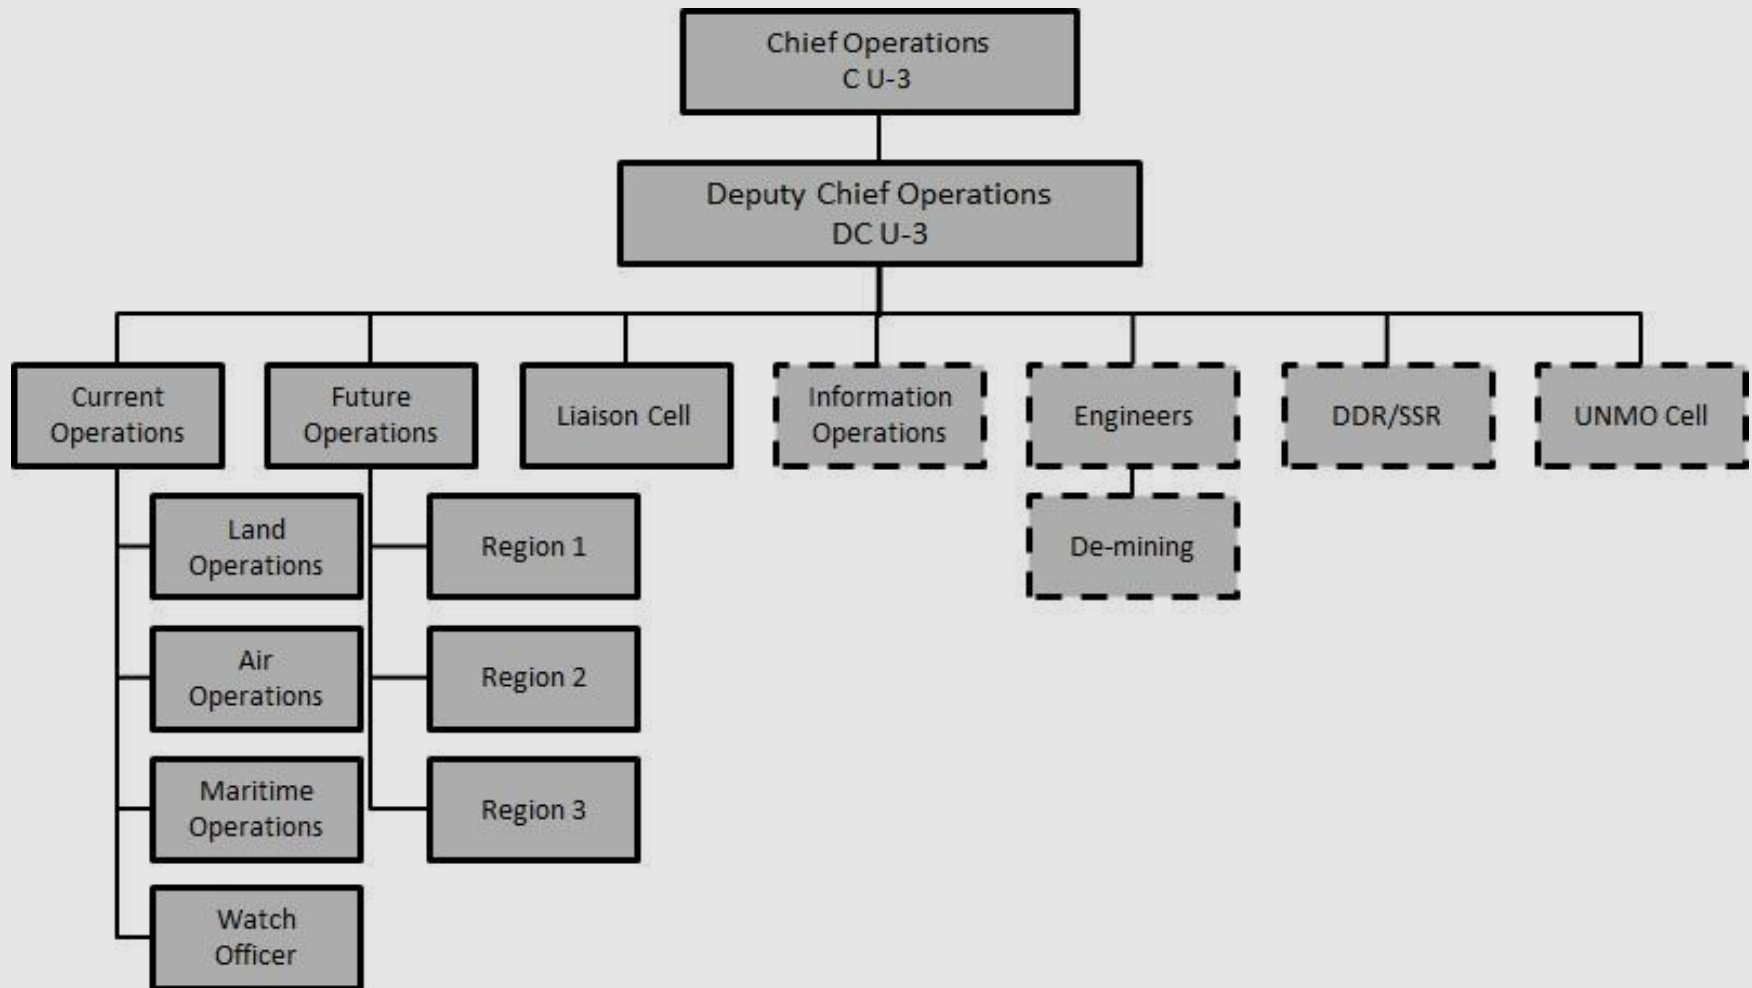 Chief Operations
C U-3
Deputy Chief Operations
DC U-3
Current
Operations
Future
Operations
Liaison Cell
Information
Operations
Engineers
DDR/SSR
UNMO Cell
Land
Operations
Region 1
De-mining
Air
Operations
Region 2
Maritime
Operations
Region 3
Watch
Officer